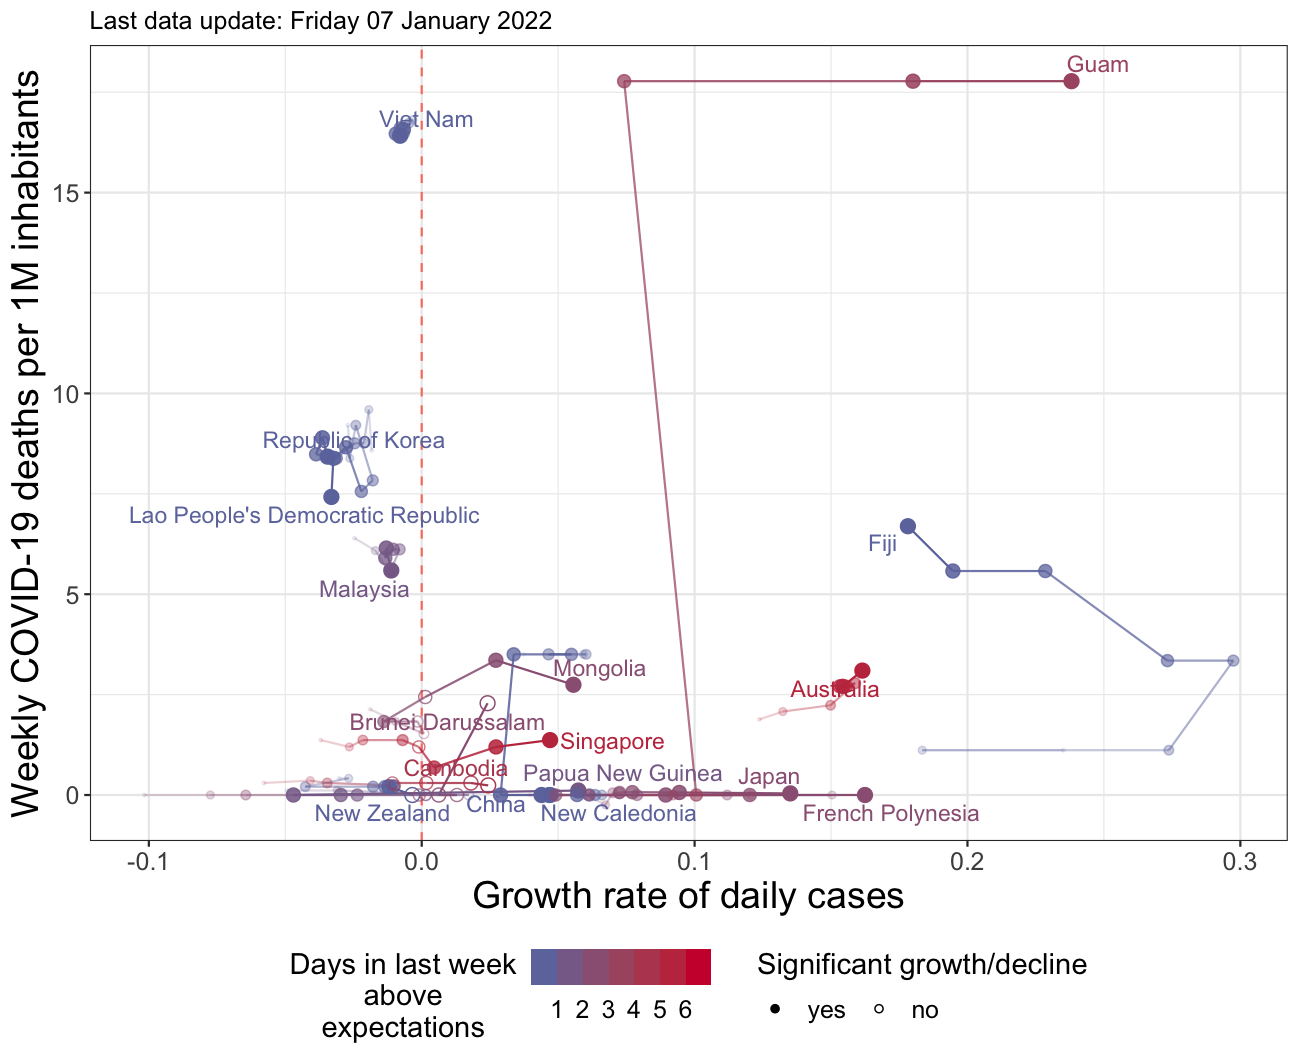 Last data update: Friday 07 January 2022
Weekly COVID-19 deaths per 1M inhabitants
15
10
5
0
Guam
Viet Nam
Republic of Korea
Lao People's Democratic Republic
Fiji
Malaysia
Mongolia
Australia
Brunei Darussalam
Singapore
Cambodia
Papua New Guinea
Japan
New Zealand
China
New Caledonia
French Polynesia
-0.1
0.0
0.1
0.2
0.3
Growth rate of daily cases
Days in last week
above
expectations
1 2 3 4 5 6
Significant growth/decline
yes
no